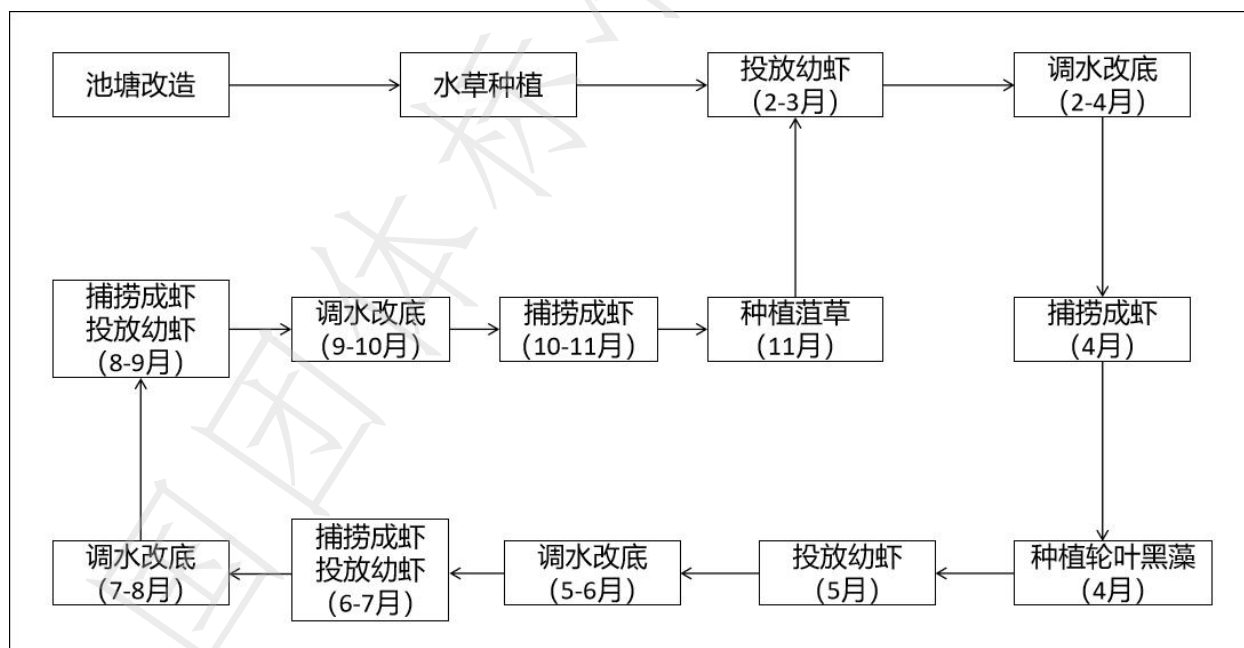 池塘改造
水草种植
投放幼虾
(2-3月)
调水改底
(2-4月)
捕捞成虾
投放幼虾
(8-9月)
调水改底
(9-10月)
捕捞成虾
(10-11月)
种植菹草
(11月)
捕捞成虾
(4月)
调水改底
(7-8月)
捕捞成虾
投放幼虾
(6-7月)
调水改底
(5-6月)
投放幼虾
(5月)
种植轮叶黑藻
(4月)
国团体标